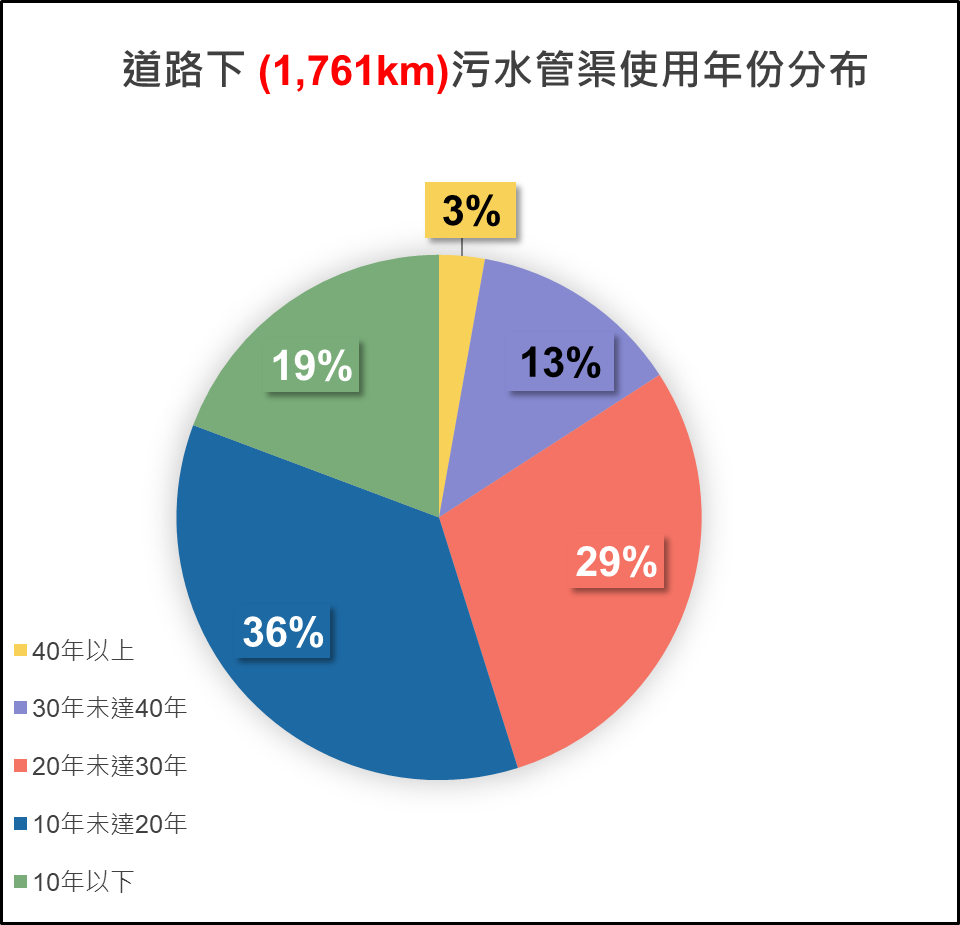 道路下 (1,761km)污水管渠使用年份分布
3%
13%
19%
29%
36%
40年以上
30年未達40年
20年未達30年
10年未達20年
10年以下